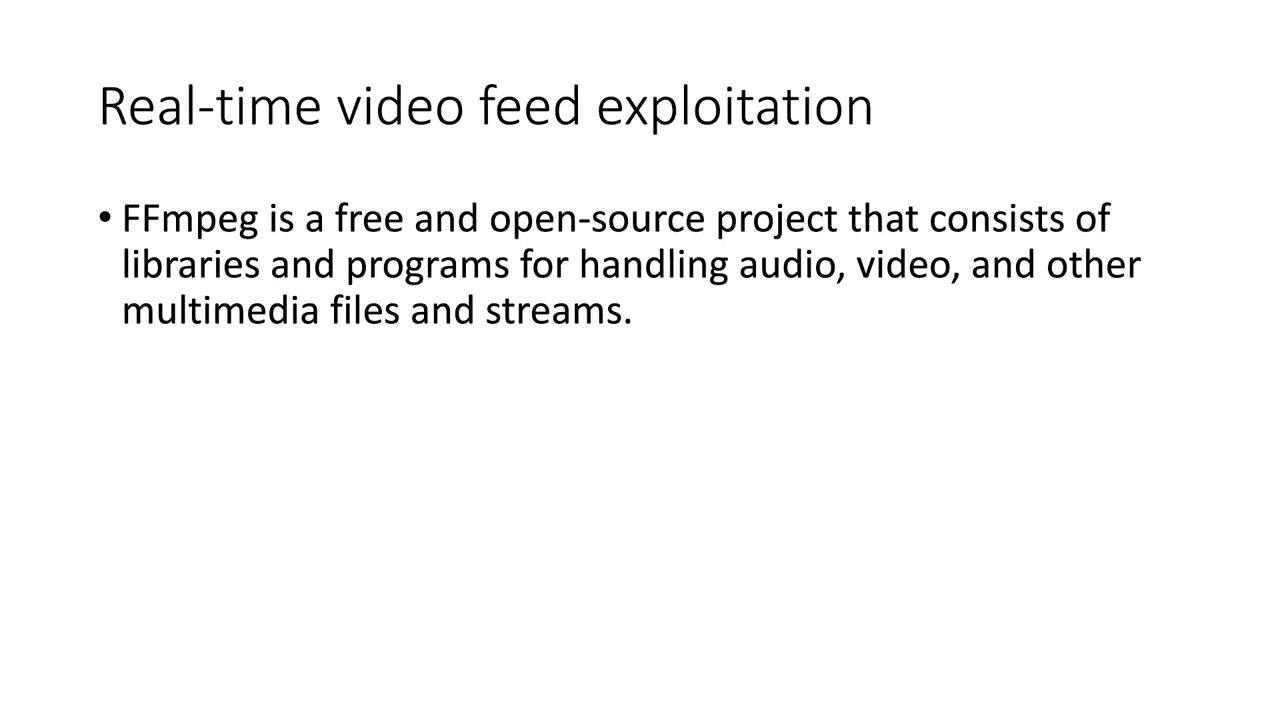 Real-time video feed exploitation
• FFmpeg is a free and open-source project that consists of
libraries and programs for handling audio, video, and other
multimedia files and streams.